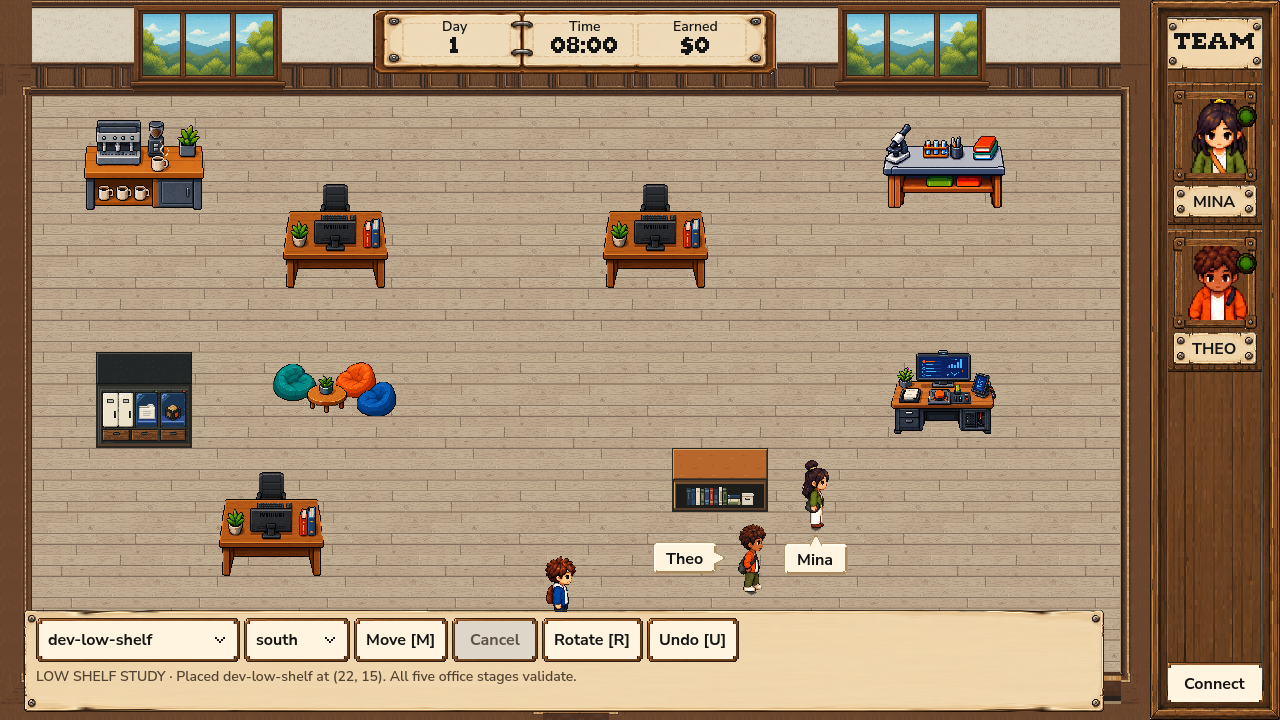 Day
1
Time
08:00
Earned
$0
TEAM
MINA
THEO
Theo
Mina
dev-low-shelf
south
Move [M]
Cancel
Rotate [R]
Undo [U]
LOW SHELF STUDY · Placed dev-low-shelf at (22, 15). All five office stages validate.
Connect